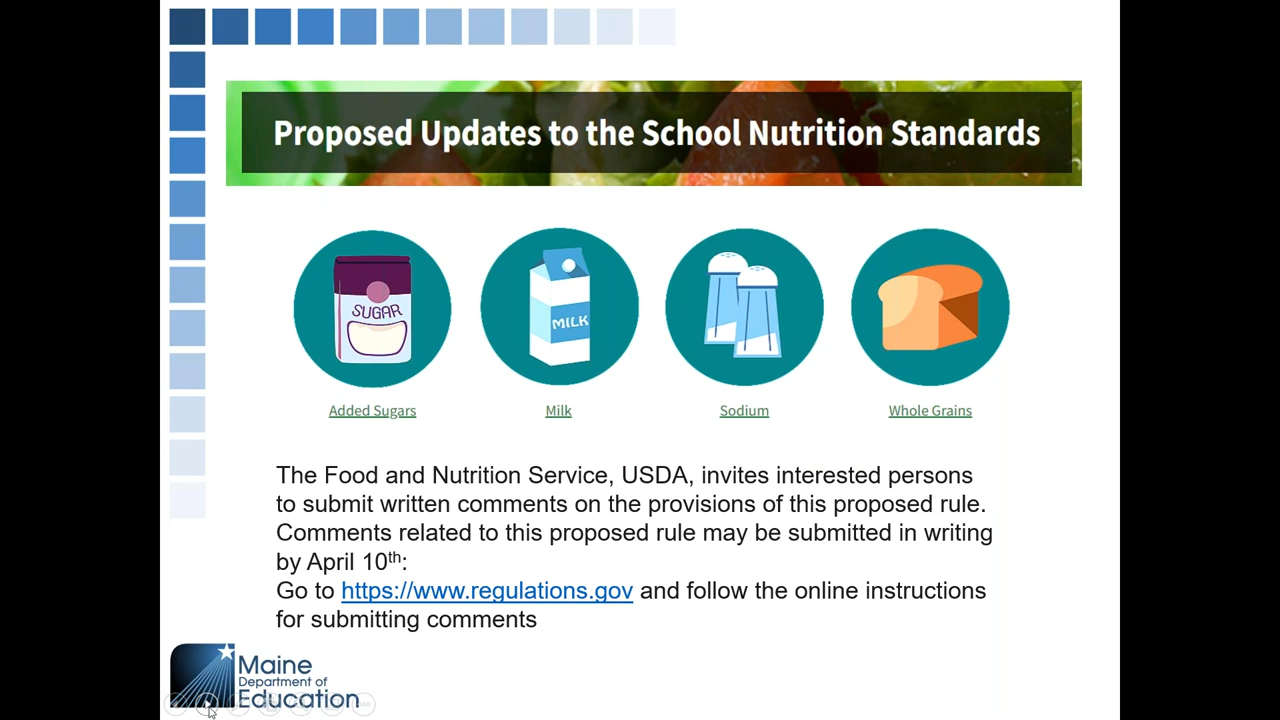 Proposed Updates to the School Nutrition Standards
SUGAR
MILK
Added Sugars
Milk
Sodium
Whole Grains
The Food and Nutrition Service, USDA, invites interested persons
to submit written comments on the provisions of this proposed rule.
Comments related to this proposed rule may be submitted in writing
by April 10th:
Go to https://www.regulations.gov and follow the online instructions
for submitting comments
Maine
Department of
Education